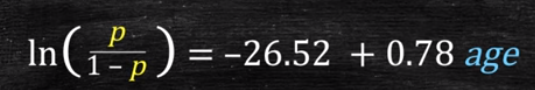 ln(p/1-p) = -26.52 + 0.78 age